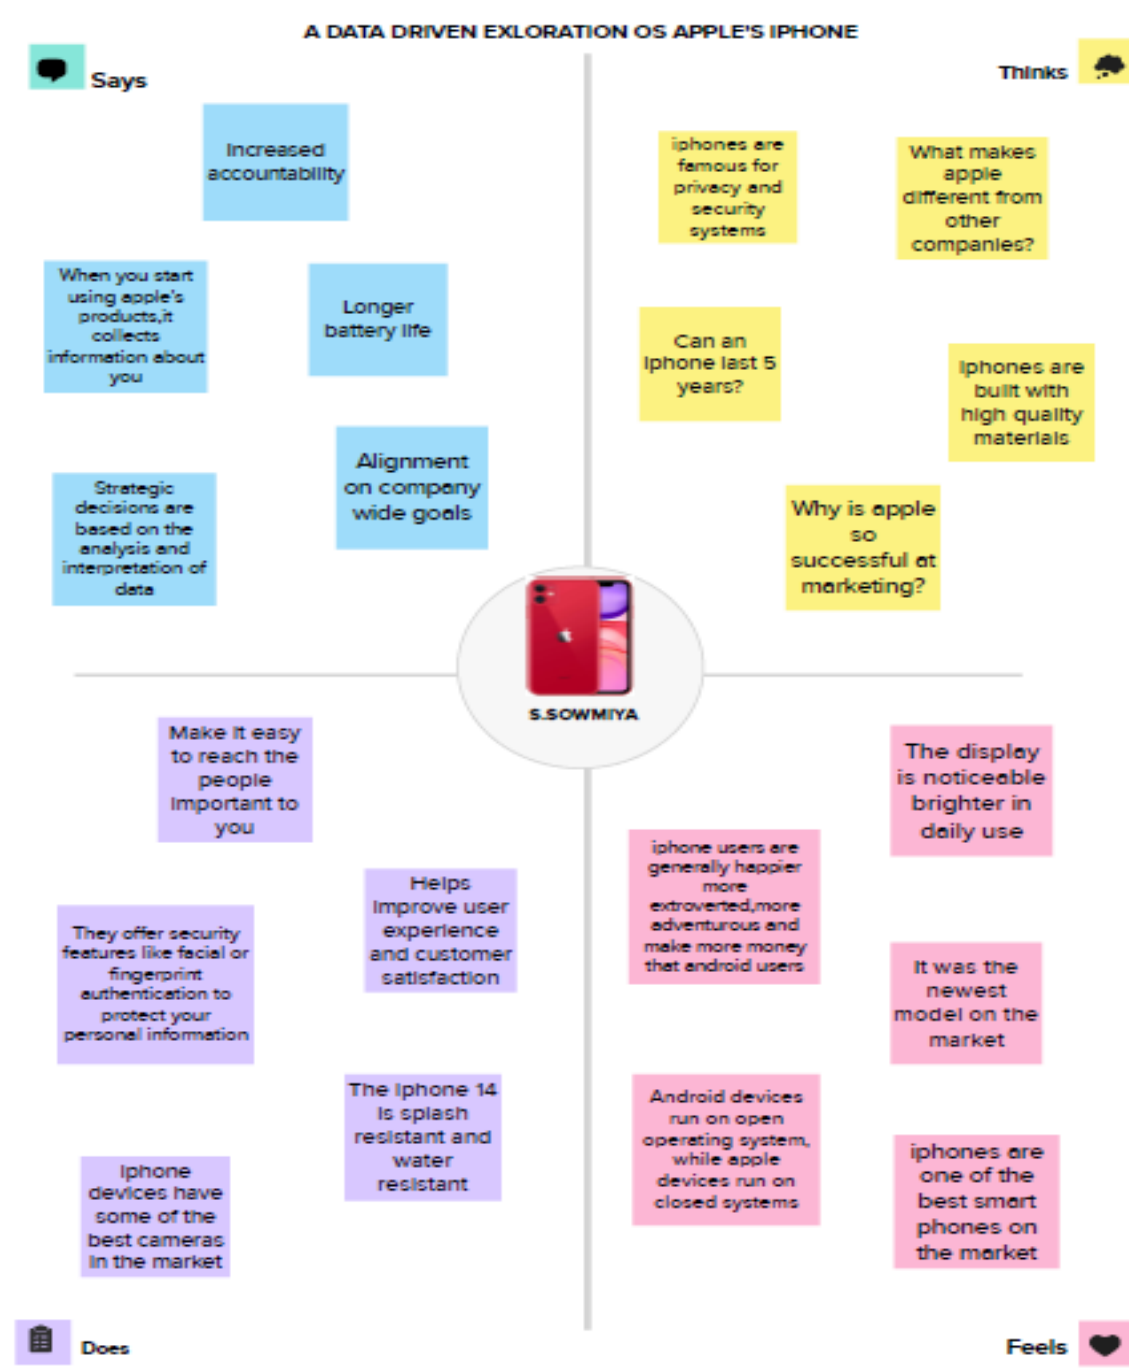 A DATA DRIVEN EXLORATION OS APPLE'S IPHONE
Says
Increased
accountability
When you start
using apple's
products,it
collects
information about
you
Longer
battery life
Alignment
on company
wide goals
Strategic
decisions are
based on the
analysis and
interpretation of
data
Thinks
iphones are
famous for
privacy and
security
systems
What makes
apple
different from
other
companies?
Can an
Iphone last 5
years?
Iphones are
built with
high quality
materials
Why is apple
so
successful at
marketing?
S.SOWMIYA
Make it easy
to reach the
people
important to
you
Helps
improve user
experience
and customer
satisfaction
They offer security
features like facial or
fingerprint
authentication to
protect your
personal information
The Iphone 14
is splash
resistant and
water
resistant
Iphone
devices have
some of the
best cameras
in the market
Does
The display
is noticeable
brighter in
daily use
iphone users are
generally happier
more
extroverted,more
adventurous and
make more money
that android users
It was the
newest
model on the
market
Android devices
run on open
operating system,
while apple
devices run on
closed systems
iphones are
one of the
best smart
phones on
the market
Feels